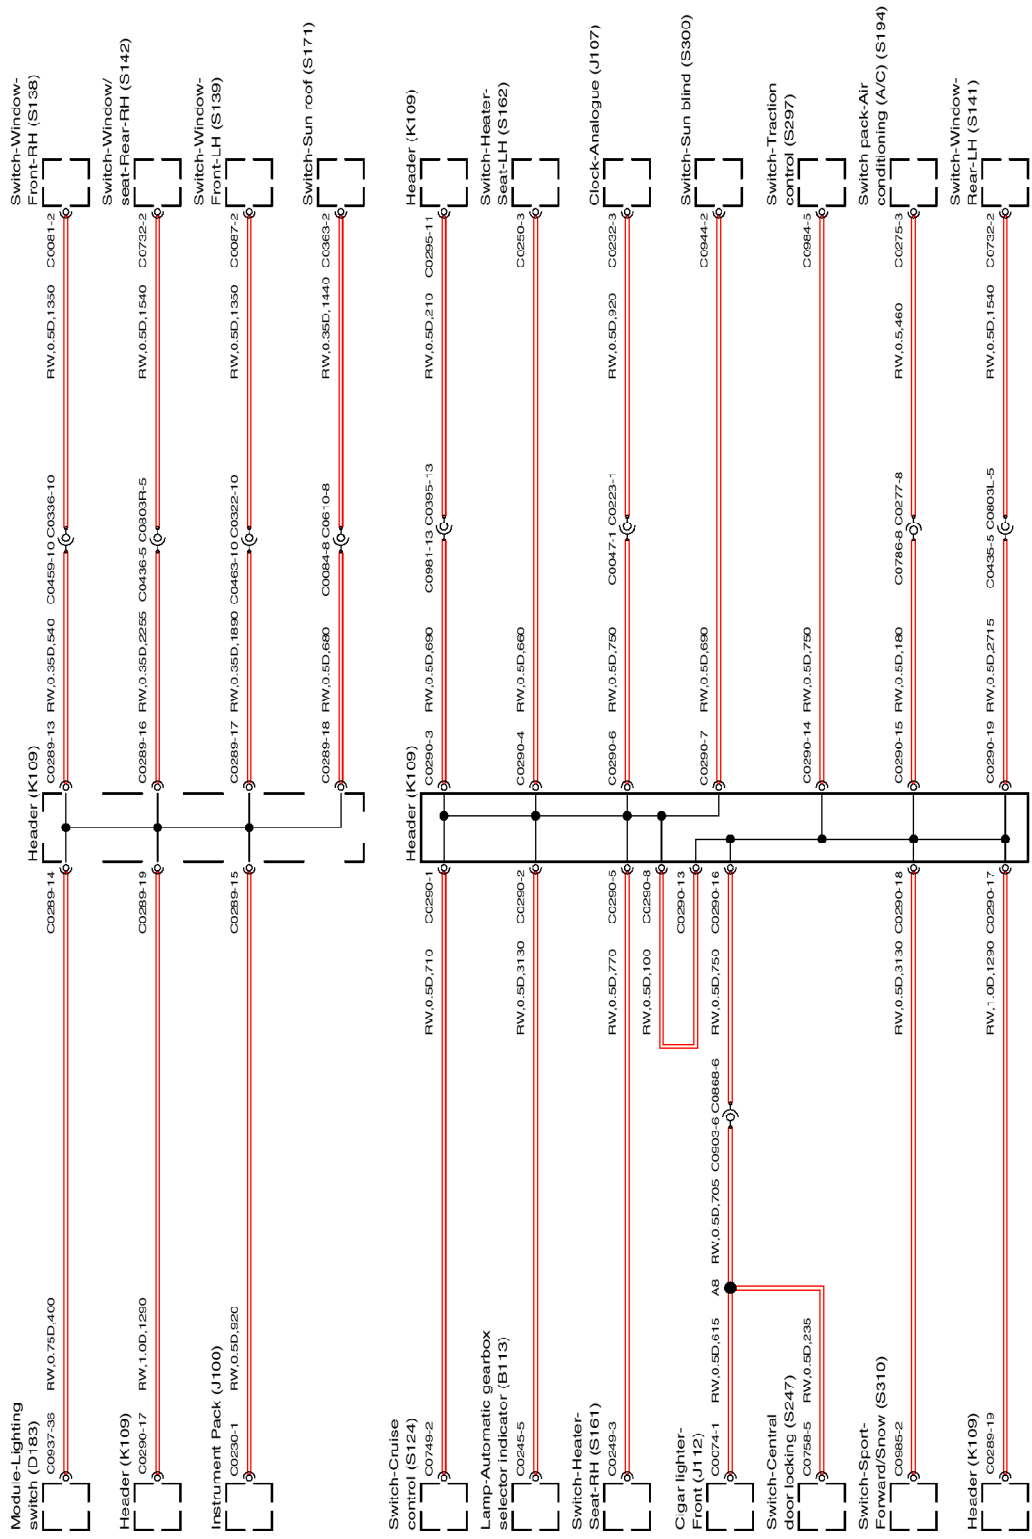 Switch-Window-
Front-RH (S138)
C0081-2
RW,0.5D,1350
C0336-10
C0459-10
RW,0.35D,540
C0289-13
Header (K109)
C0289-14
RW,0.75D,400
C0937-38
Module-Lighting
switch (D183)
Switch-Window/
seat-Rear-RH (S142)
C0732-2
RW,0.5D,1540
C0803R-5
C0436-5
RW,0.35D,2255
C0289-16
C0289-19
RW,1.0D,1290
C0290-17
Header (K109)
Switch-Window-
Front-LH (S139)
C0087-2
RW,0.5D,1350
C0322-10
C0463-10
RW,0.35D,1890
C0289-17
C0289-15
RW,0.5D,920
C0230-1
Instrument Pack (J100)
Switch-Sun roof (S171)
C0363-2
RW,0.35D,1440
C0610-8
C0084-8
RW,0.5D,680
C0289-18
Header (K109)
C0295-11
RW,0.5D,210
C0395-13
C0981-13
RW,0.5D,690
C0290-3
Header (K109)
C0290-1
RW,0.5D,710
C0749-2
Switch-Cruise
control (S124)
Switch-Heater-
Seat-LH (S162)
C0250-3
RW,0.5D,660
C0290-4
C0290-2
RW,0.5D,3130
C0245-5
Lamp-Automatic gearbox
selector indicator (B113)
Clock-Analogue (J107)
C0232-3
RW,0.5D,920
C0223-1
C0047-1
RW,0.5D,750
C0290-6
C0290-5
RW,0.5D,770
C0249-3
Switch-Heater-
Seat-RH (S161)
C0290-8
RW,0.5D,100
C0290-13
Switch-Sun blind (S300)
C0944-2
RW,0.5D,690
C0290-7
C0290-16
RW,0.5D,750
C0868-6
C0903-6
RW,0.5D,705
A8
RW,0.5D,615
C0074-1
Cigar lighter-
Front (J112)
Switch-Traction
control (S297)
C0984-5
RW,0.5D,750
C0290-14
RW,0.5D,235
C0758-5
Switch-Central
door locking (S247)
Switch pack-Air
conditioning (A/C) (S194)
C0275-3
RW,0.5,460
C0277-8
C0786-8
RW,0.5D,180
C0290-15
C0290-18
RW,0.5D,3130
C0985-2
Switch-Sport-
Forward/Snow (S310)
Switch-Window-
Rear-LH (S141)
C0732-2
RW,0.5D,1540
C0803L-5
C0435-5
RW,0.5D,2715
C0290-19
C0290-17
RW,1.0D,1290
C0289-19
Header (K109)